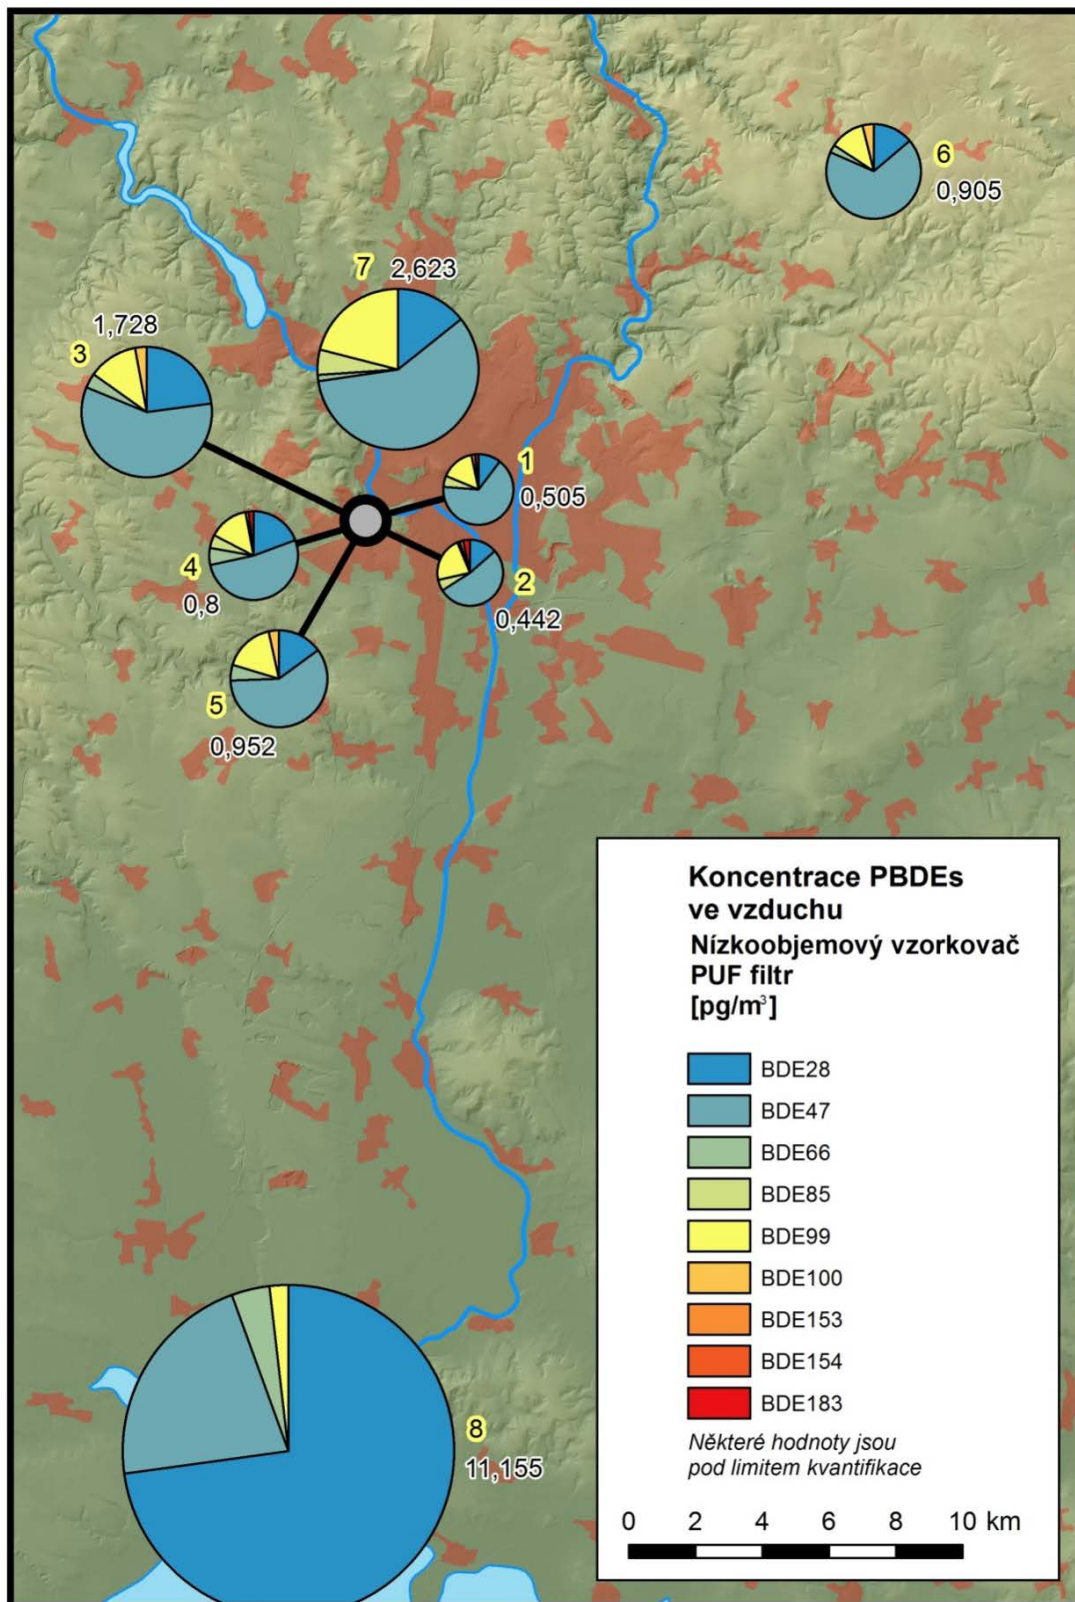 6
0,905
7
2,623
1,728
3
1
0,505
4
0,8
2
0,442
5
0,952
Koncentrace PBDEs
ve vzduchu
Nízkoobjemový vzorkovač
PUF filtr
[pg/m³]
BDE28
BDE47
BDE66
BDE85
BDE99
BDE100
BDE153
BDE154
BDE183
Některé hodnoty jsou
pod limitem kvantifikace
0 2 4 6 8 10 km
8
11,155